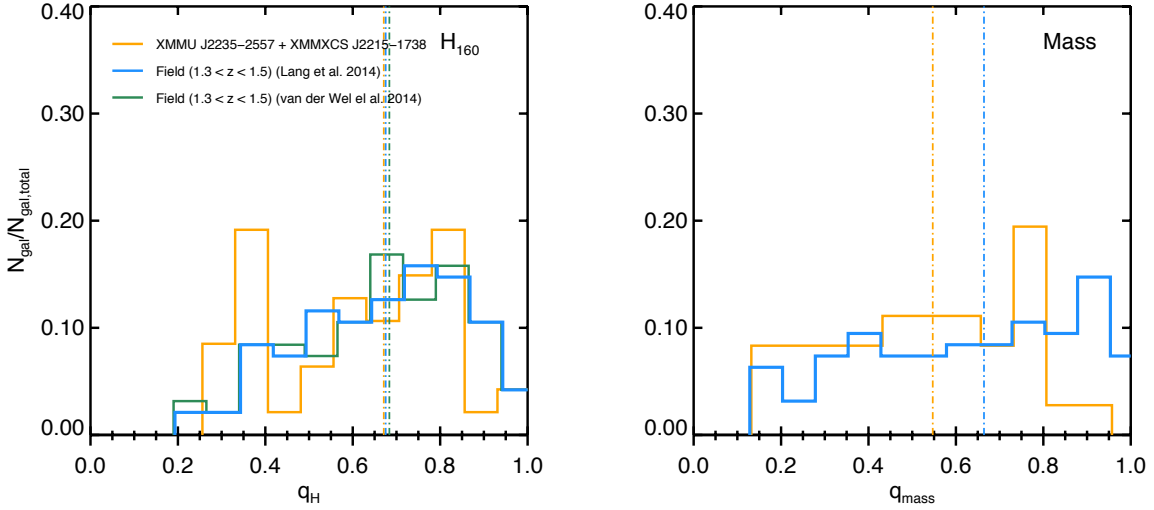 0.40
XMMU J2235−2557 + XMMXCS J2215−1738
H160
Field (1.3 < z < 1.5) (Lang et al. 2014)
Field (1.3 < z < 1.5) (van der Wel el al. 2014)
0.30
0.20
0.10
0.00
Ngal/Ngal,total
0.0 0.2 0.4 0.6 0.8 1.0
qH
0.40
Mass
0.30
0.20
0.10
0.00
0.0 0.2 0.4 0.6 0.8 1.0
qmass